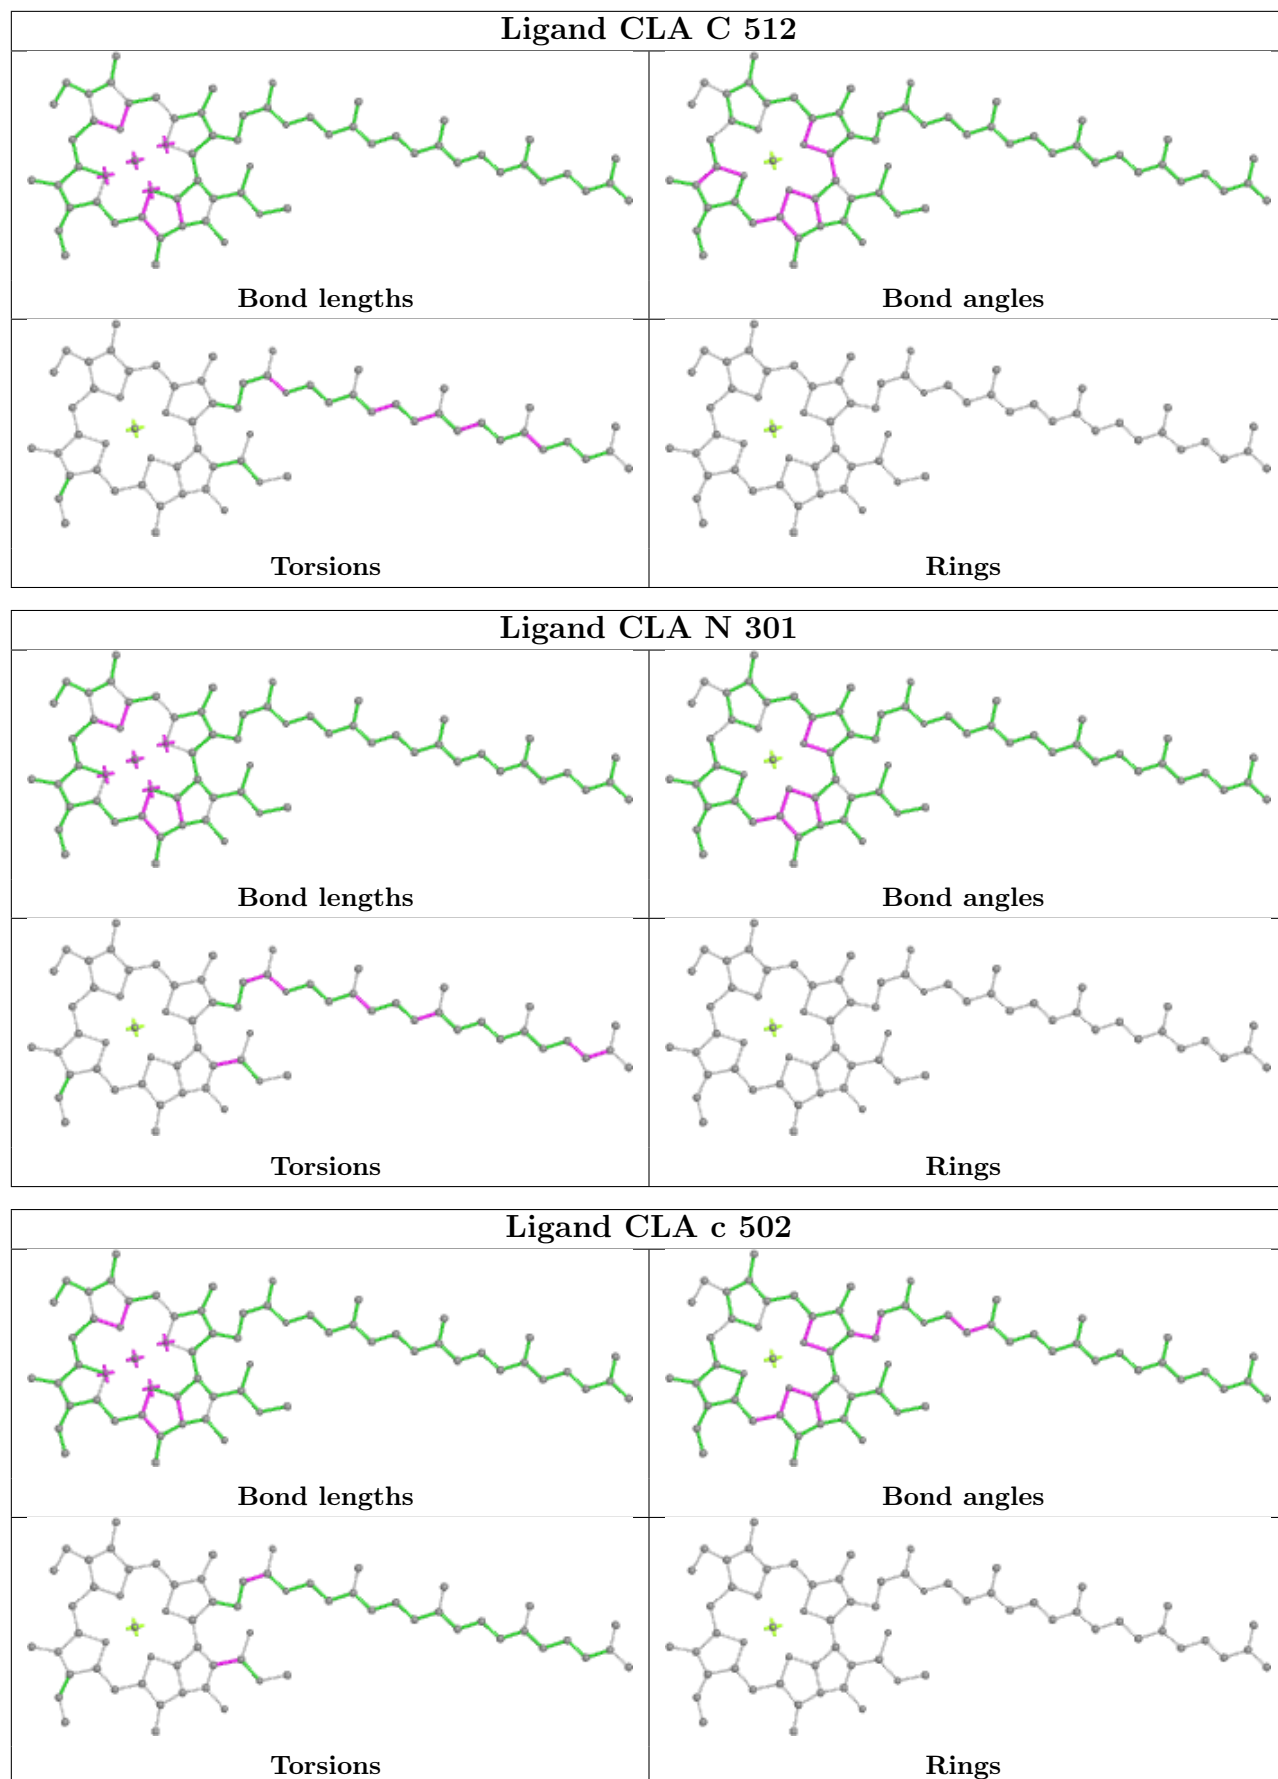 Ligand CLA C 512
Bond lengths
Bond angles
Torsions
Rings
Ligand CLA N 301
Bond lengths
Bond angles
Torsions
Rings
Ligand CLA c 502
Bond lengths
Bond angles
Torsions
Rings